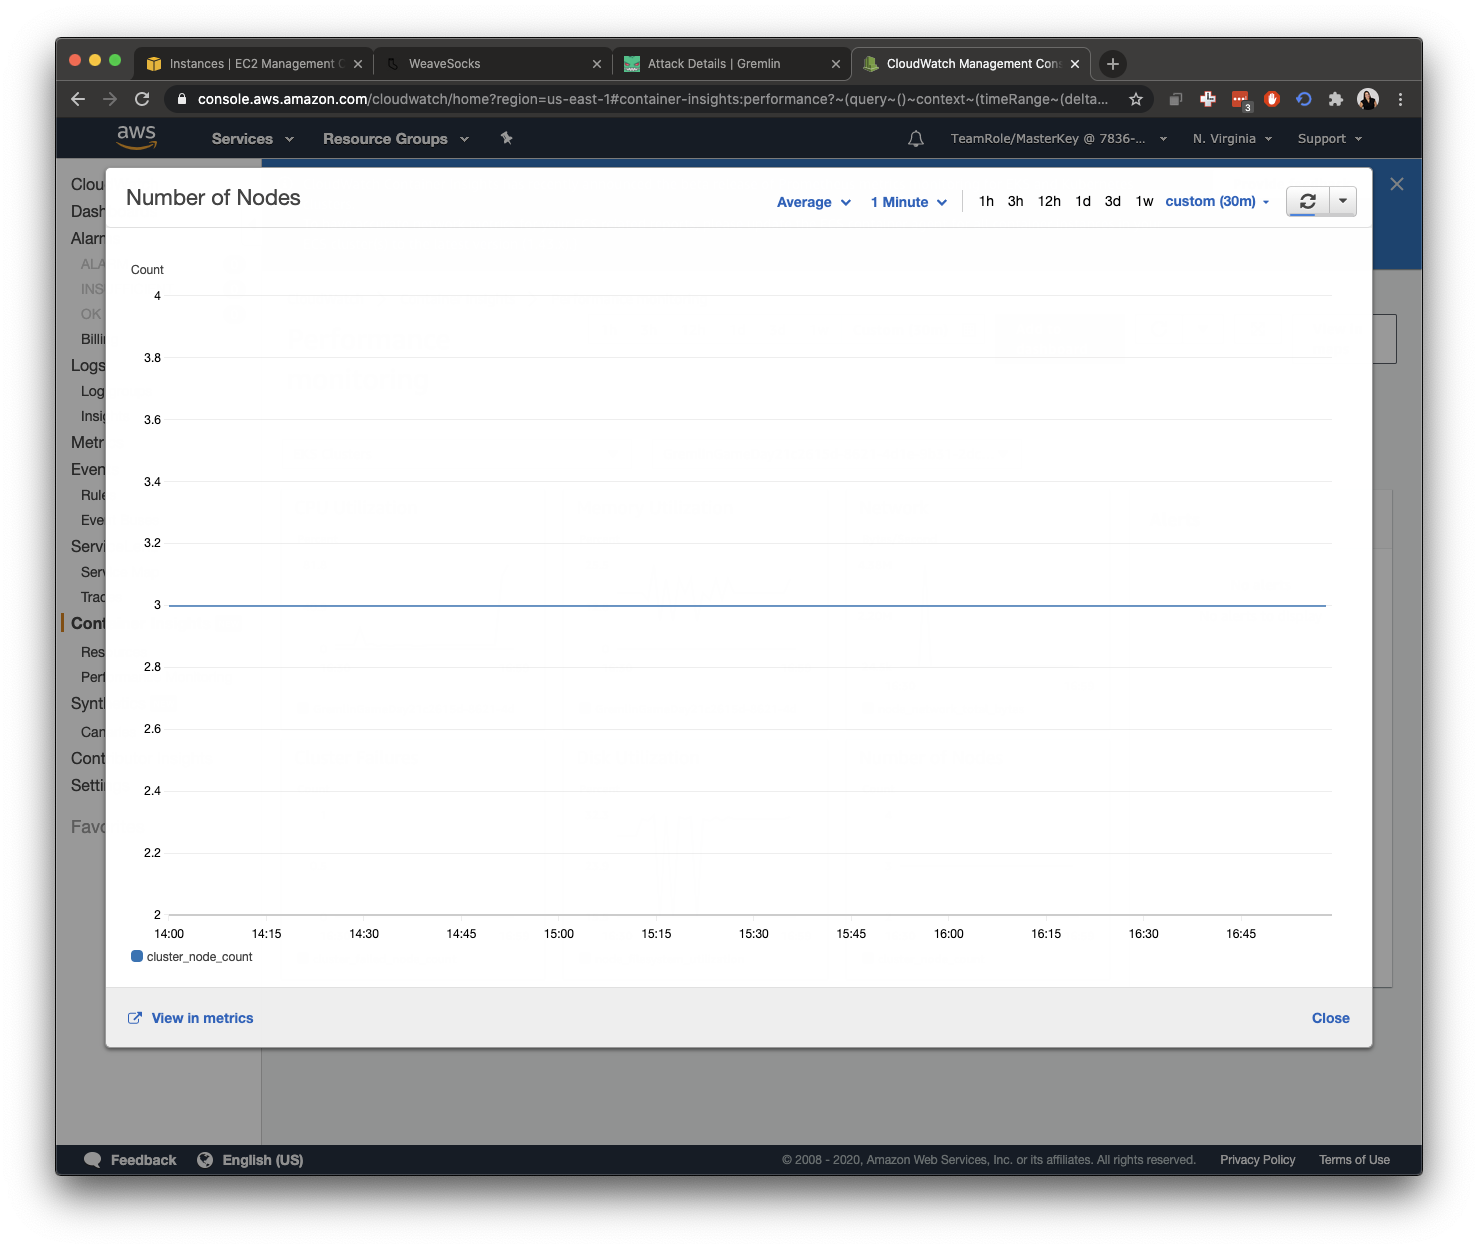 Instances | EC2 Management C
WeaveSocks
Attack Details | Gremlin
CloudWatch Management Con
console.aws.amazon.com/cloudwatch/home?region=us-east-1#container-insights:performance?~(query~()~context~(timeRange~(delta...
3
aws
Services
Resource Groups
TeamRole/MasterKey @ 7836-...
N. Virginia
Support
Clou
Dash
Alarn
ALA
INS
OK
Billi
Logs
Log
Insig
Metr
Even
Rule
Eve
Servi
Serv
Trac
Cont
Res
Perf
Synt
Can
Cont
Setti
Favo
Number of Nodes
Average
1 Minute
1h 3h 12h 1d 3d 1w custom (30m)
Count
4
3.8
3.6
3.4
3.2
3
2.8
2.6
2.4
2.2
2
14:00 14:15 14:30 14:45 15:00 15:15 15:30 15:45 16:00 16:15 16:30 16:45
cluster_node_count
View in metrics
Close
Feedback
English (US)
© 2008 - 2020, Amazon Web Services, Inc. or its affiliates. All rights reserved.
Privacy Policy
Terms of Use